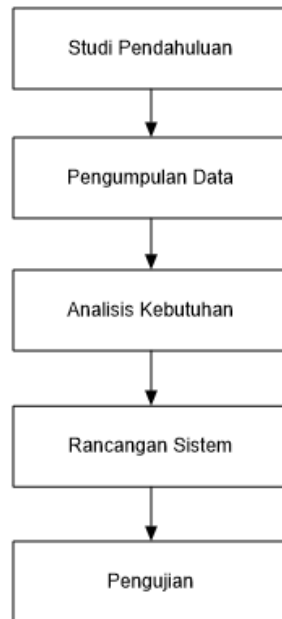 Studi Pendahuluan
Pengumpulan Data
Analisis Kebutuhan
Rancangan Sistem
Pengujian